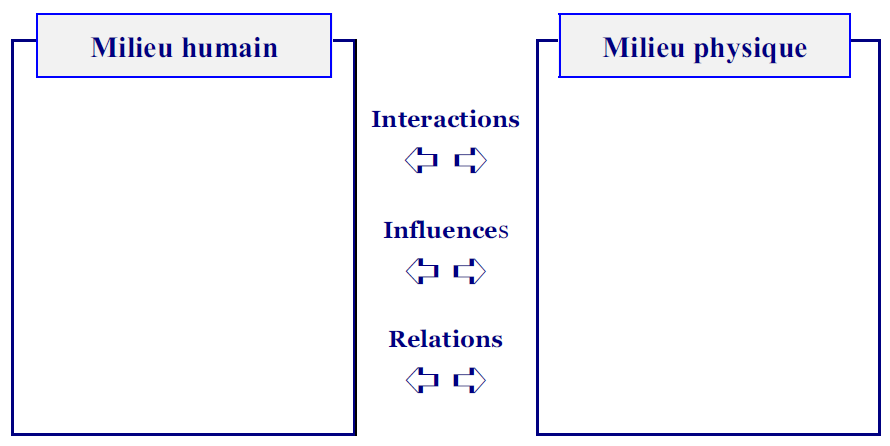 Milieu humain
Milieu physique
Interactions
Influences
Relations